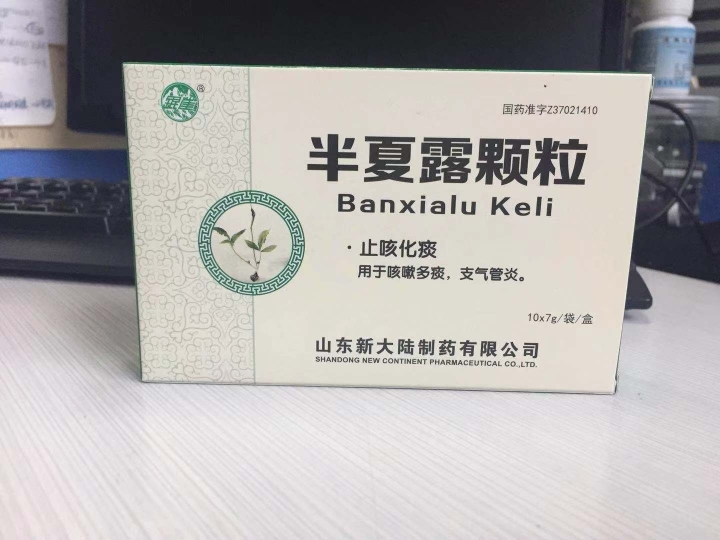 ®
国药准字Z37021410
半夏露颗粒
Banxialu Keli
·止咳化痰
用于咳嗽多痰，支气管炎。
10x7g/袋/盒
山东新大陆制药有限公司
SHANDONG NEW CONTINENT PHARMACEUTICAL CO.,LTD.